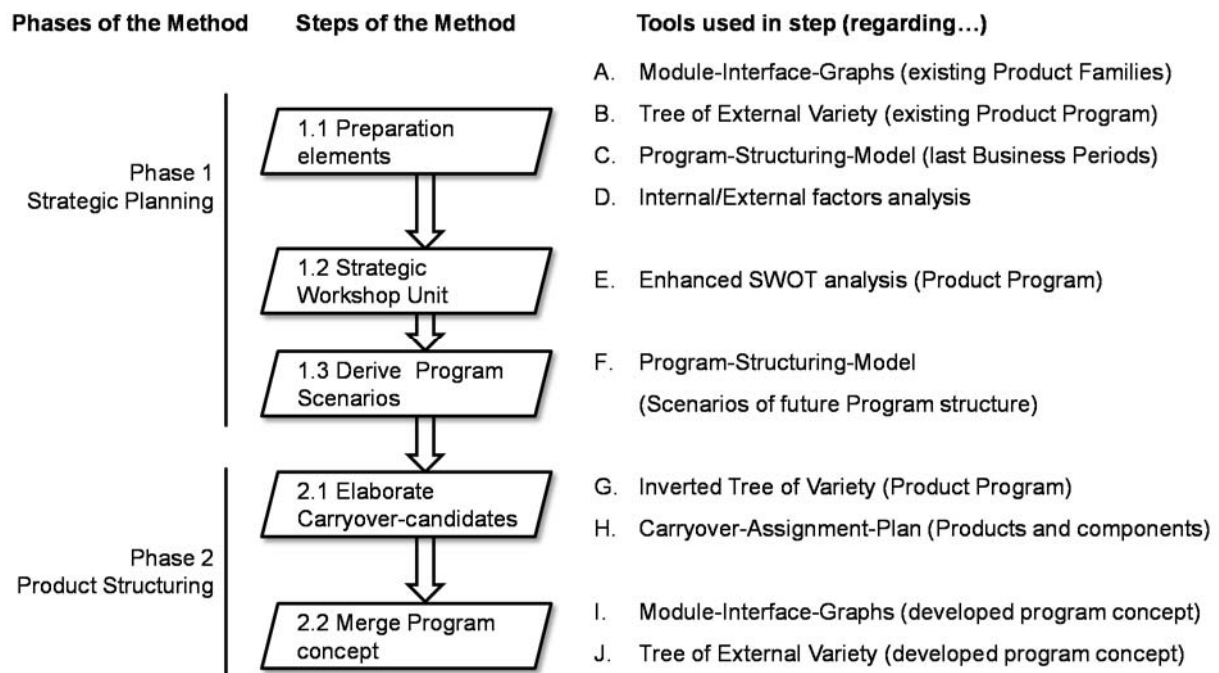 Phases of the Method
Steps of the Method
Tools used in step (regarding…)
Phase 1
Strategic Planning
1.1 Preparation
elements
A. Module-Interface-Graphs (existing Product Families)
B. Tree of External Variety (existing Product Program)
C. Program-Structuring-Model (last Business Periods)
D. Internal/External factors analysis
1.2 Strategic
Workshop Unit
E. Enhanced SWOT analysis (Product Program)
1.3 Derive Program
Scenarios
F. Program-Structuring-Model
(Scenarios of future Program structure)
Phase 2
Product Structuring
2.1 Elaborate
Carryover-candidates
G. Inverted Tree of Variety (Product Program)
H. Carryover-Assignment-Plan (Products and components)
2.2 Merge Program
concept
I. Module-Interface-Graphs (developed program concept)
J. Tree of External Variety (developed program concept)